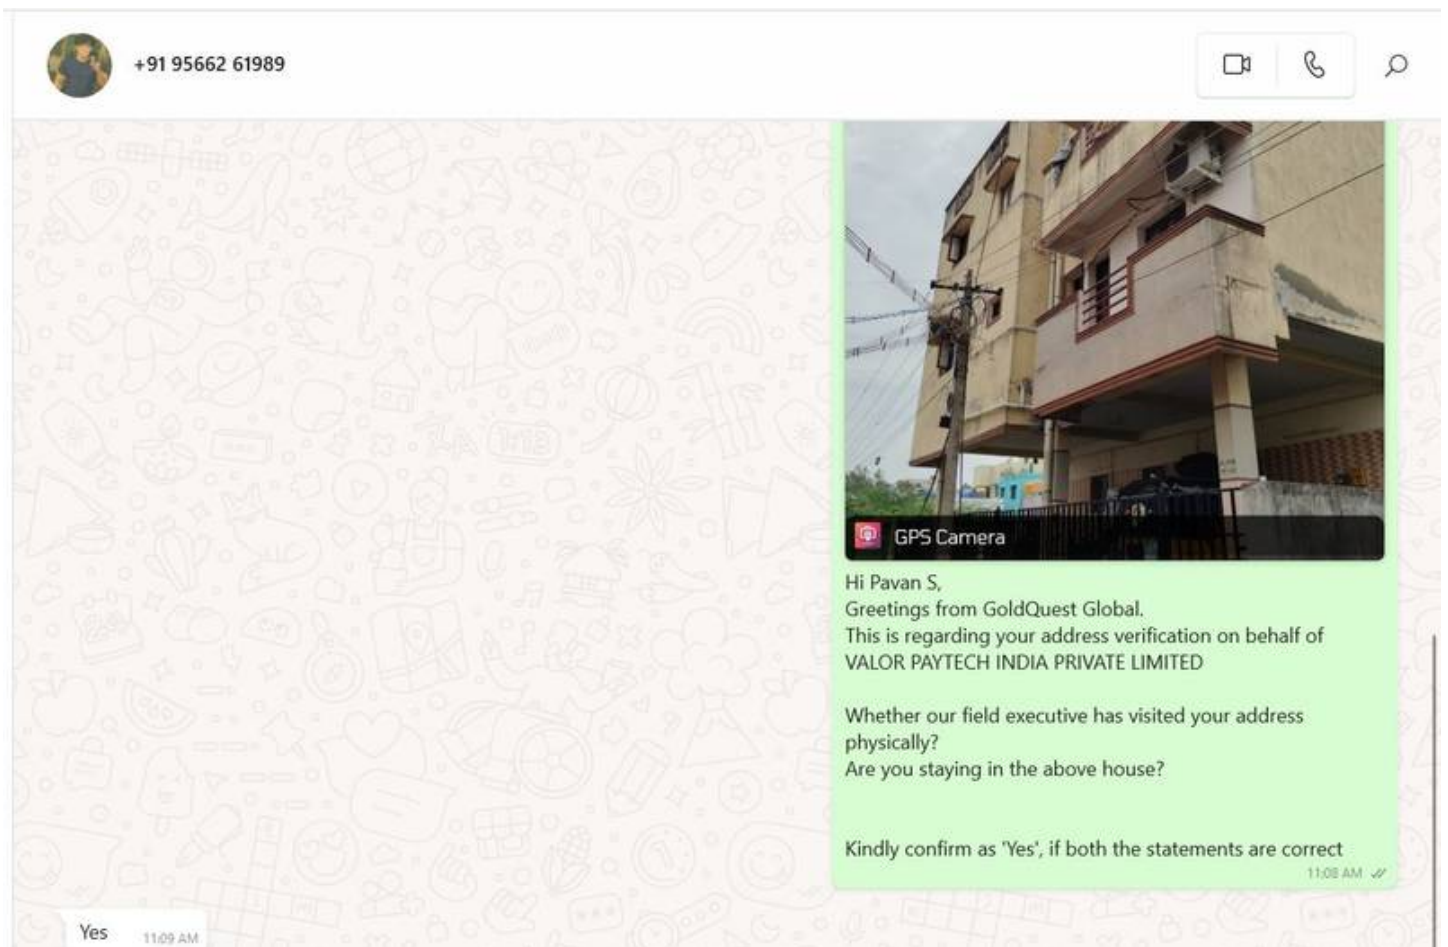 +91 95662 61989
GPS Camera
Hi Pavan S,
Greetings from GoldQuest Global.
This is regarding your address verification on behalf of
VALOR PAYTECH INDIA PRIVATE LIMITED
Whether our field executive has visited your address
physically?
Are you staying in the above house?
Kindly confirm as 'Yes', if both the statements are correct
11:08 AM
Yes
11:09 AM